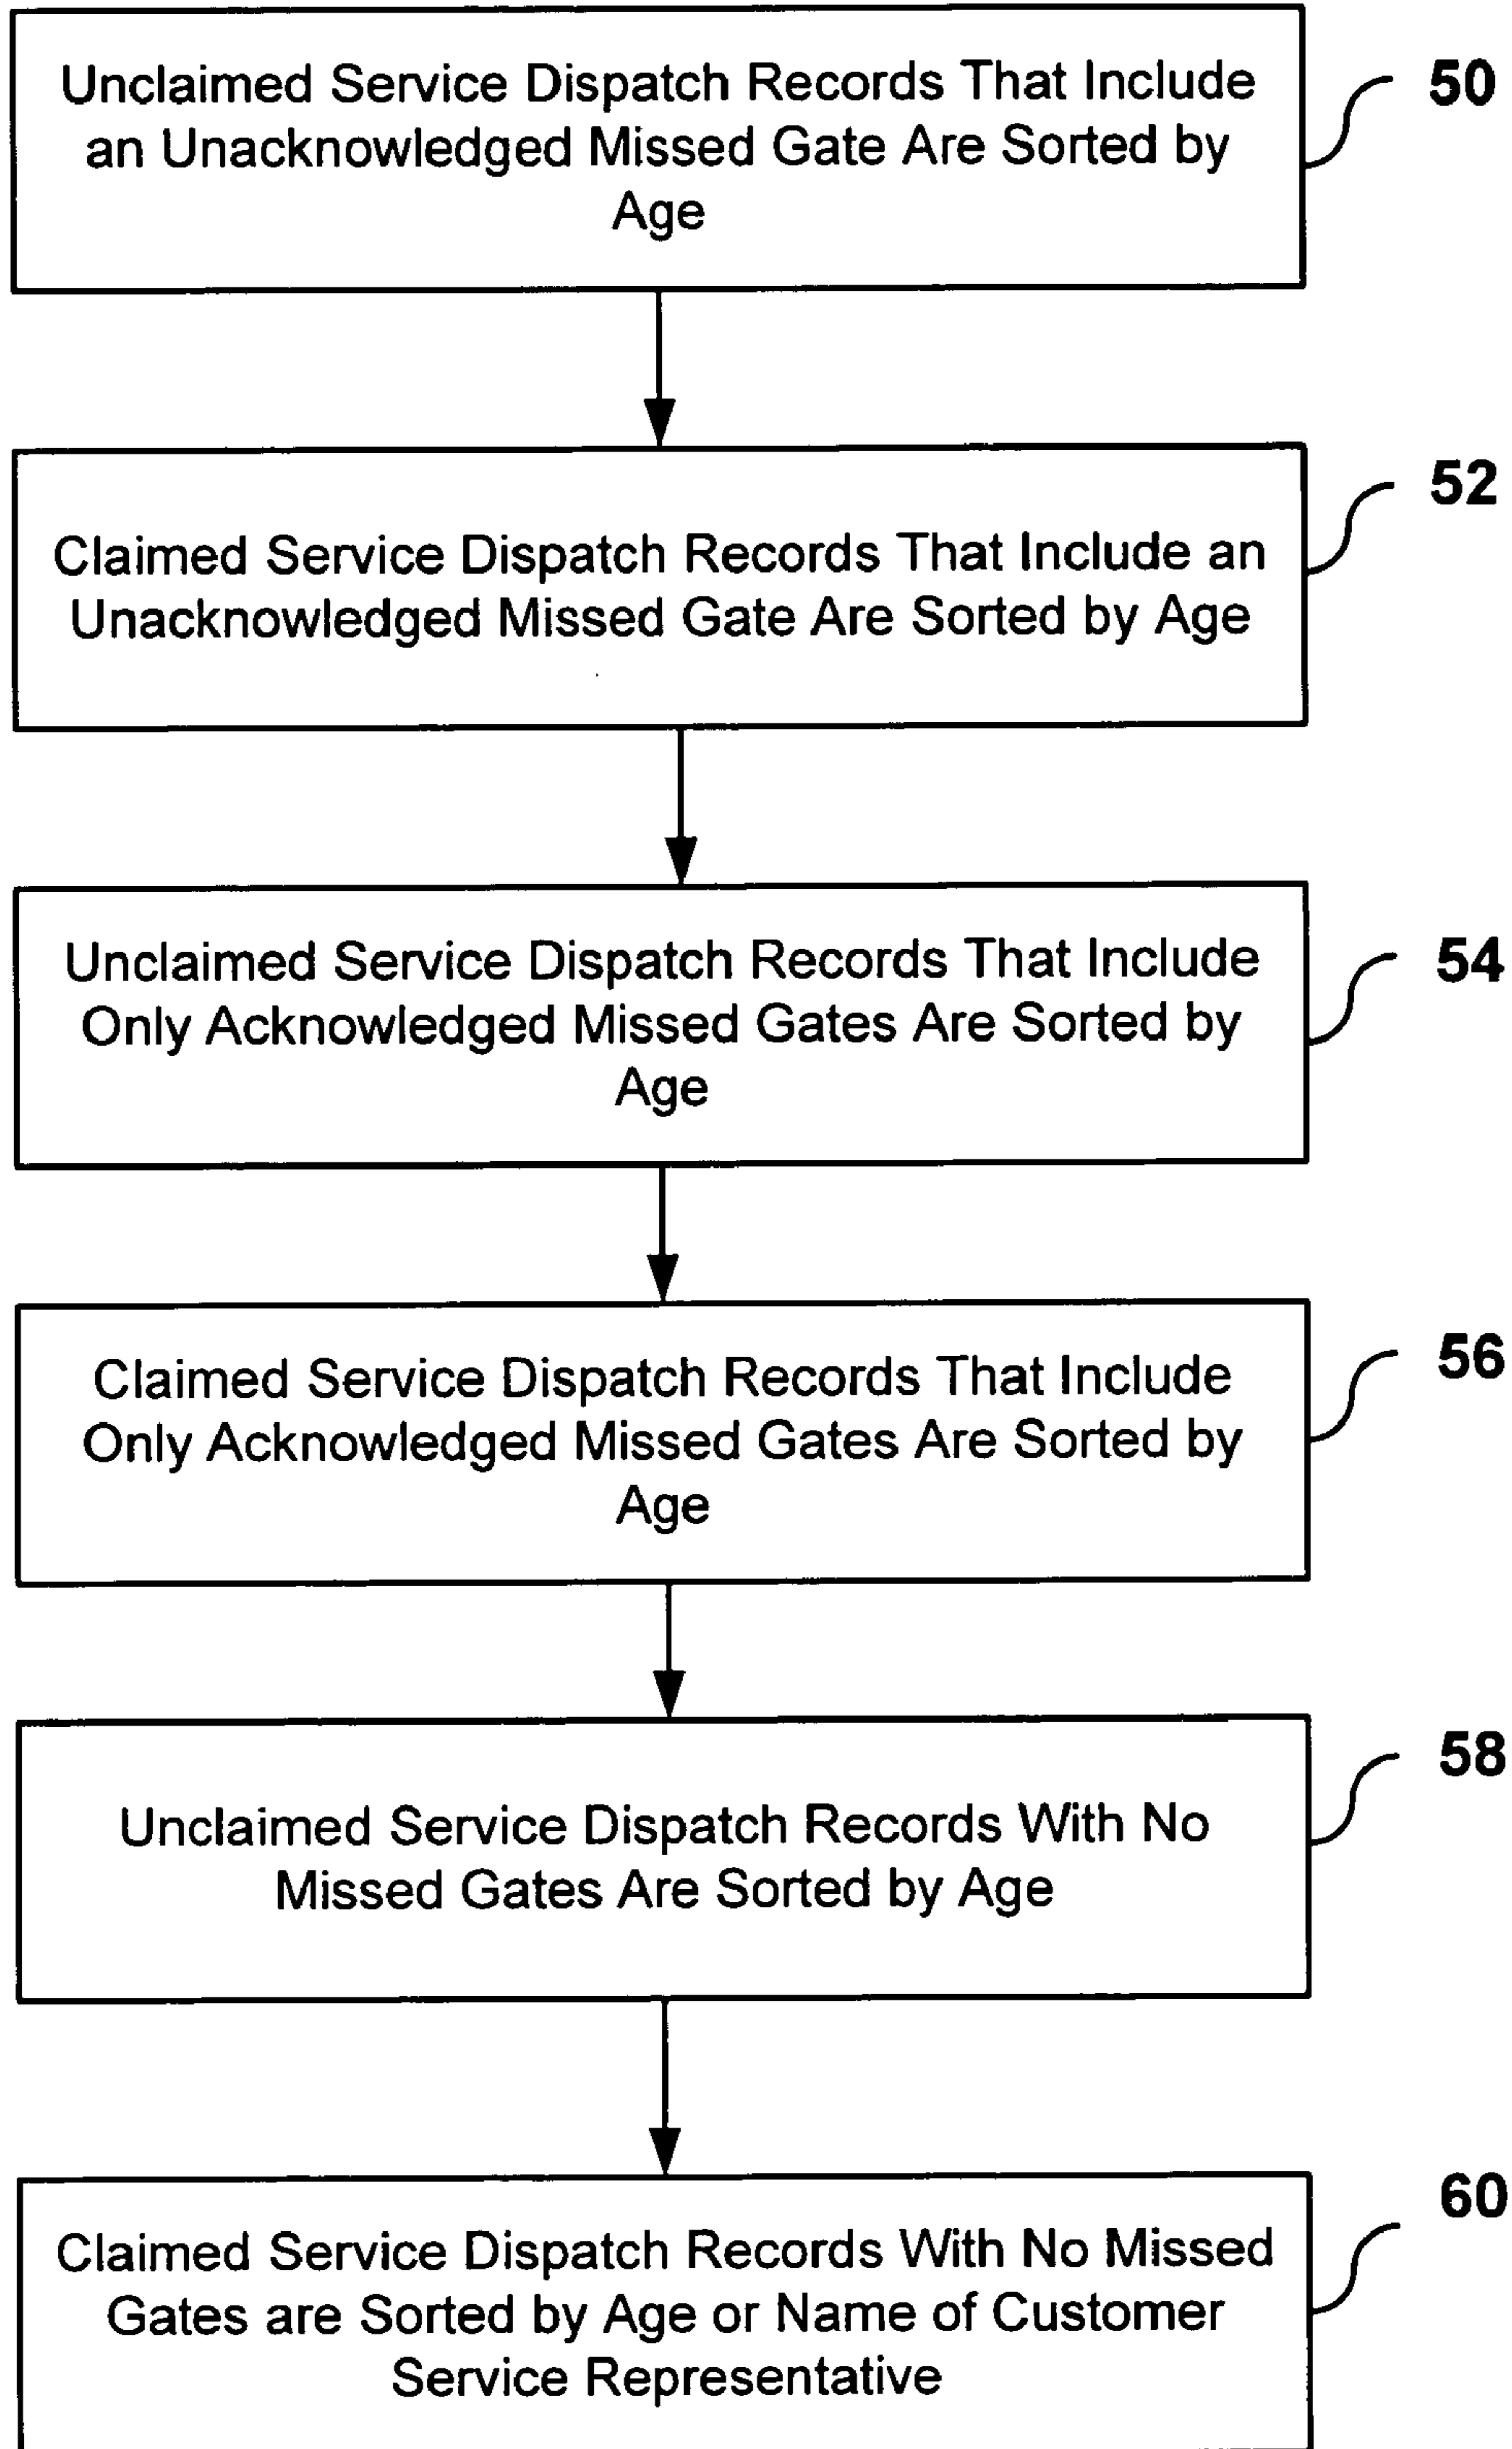 Unclaimed Service Dispatch Records That Include
an Unacknowledged Missed Gate Are Sorted by
Age
50
Claimed Service Dispatch Records That Include an
Unacknowledged Missed Gate Are Sorted by Age
52
Unclaimed Service Dispatch Records That Include
Only Acknowledged Missed Gates Are Sorted by
Age
54
Claimed Service Dispatch Records That Include
Only Acknowledged Missed Gates Are Sorted by
Age
56
Unclaimed Service Dispatch Records With No
Missed Gates Are Sorted by Age
58
Claimed Service Dispatch Records With No Missed
Gates are Sorted by Age or Name of Customer
Service Representative
60